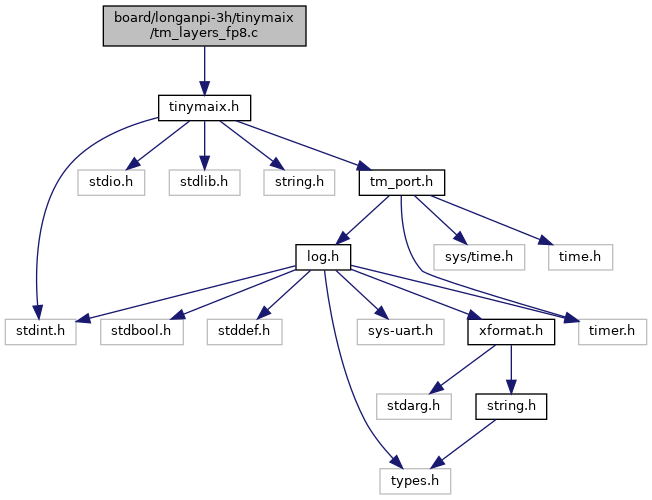 board/longanpi-3h/tinymaix
/tm_layers_fp8.c
tinymaix.h
stdio.h
stdlib.h
string.h
tm_port.h
log.h
sys/time.h
time.h
stdint.h
stdbool.h
stddef.h
sys-uart.h
xformat.h
timer.h
stdarg.h
string.h
types.h